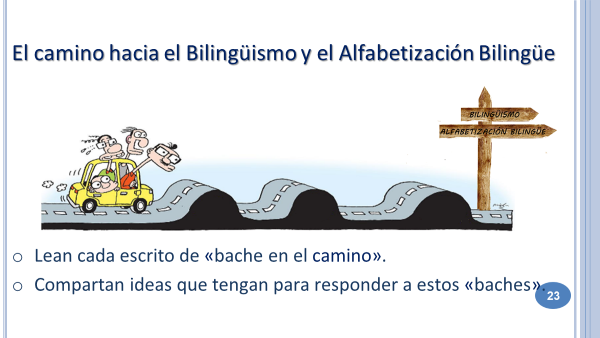 El camino hacia el Bilingüismo y el Alfabetización Bilingüe
BILINGÜISMO
ALFABETIZACIÓN BILINGÜE
Lean cada escrito de «bache en el camino».
Compartan ideas que tengan para responder a estos «baches».
23